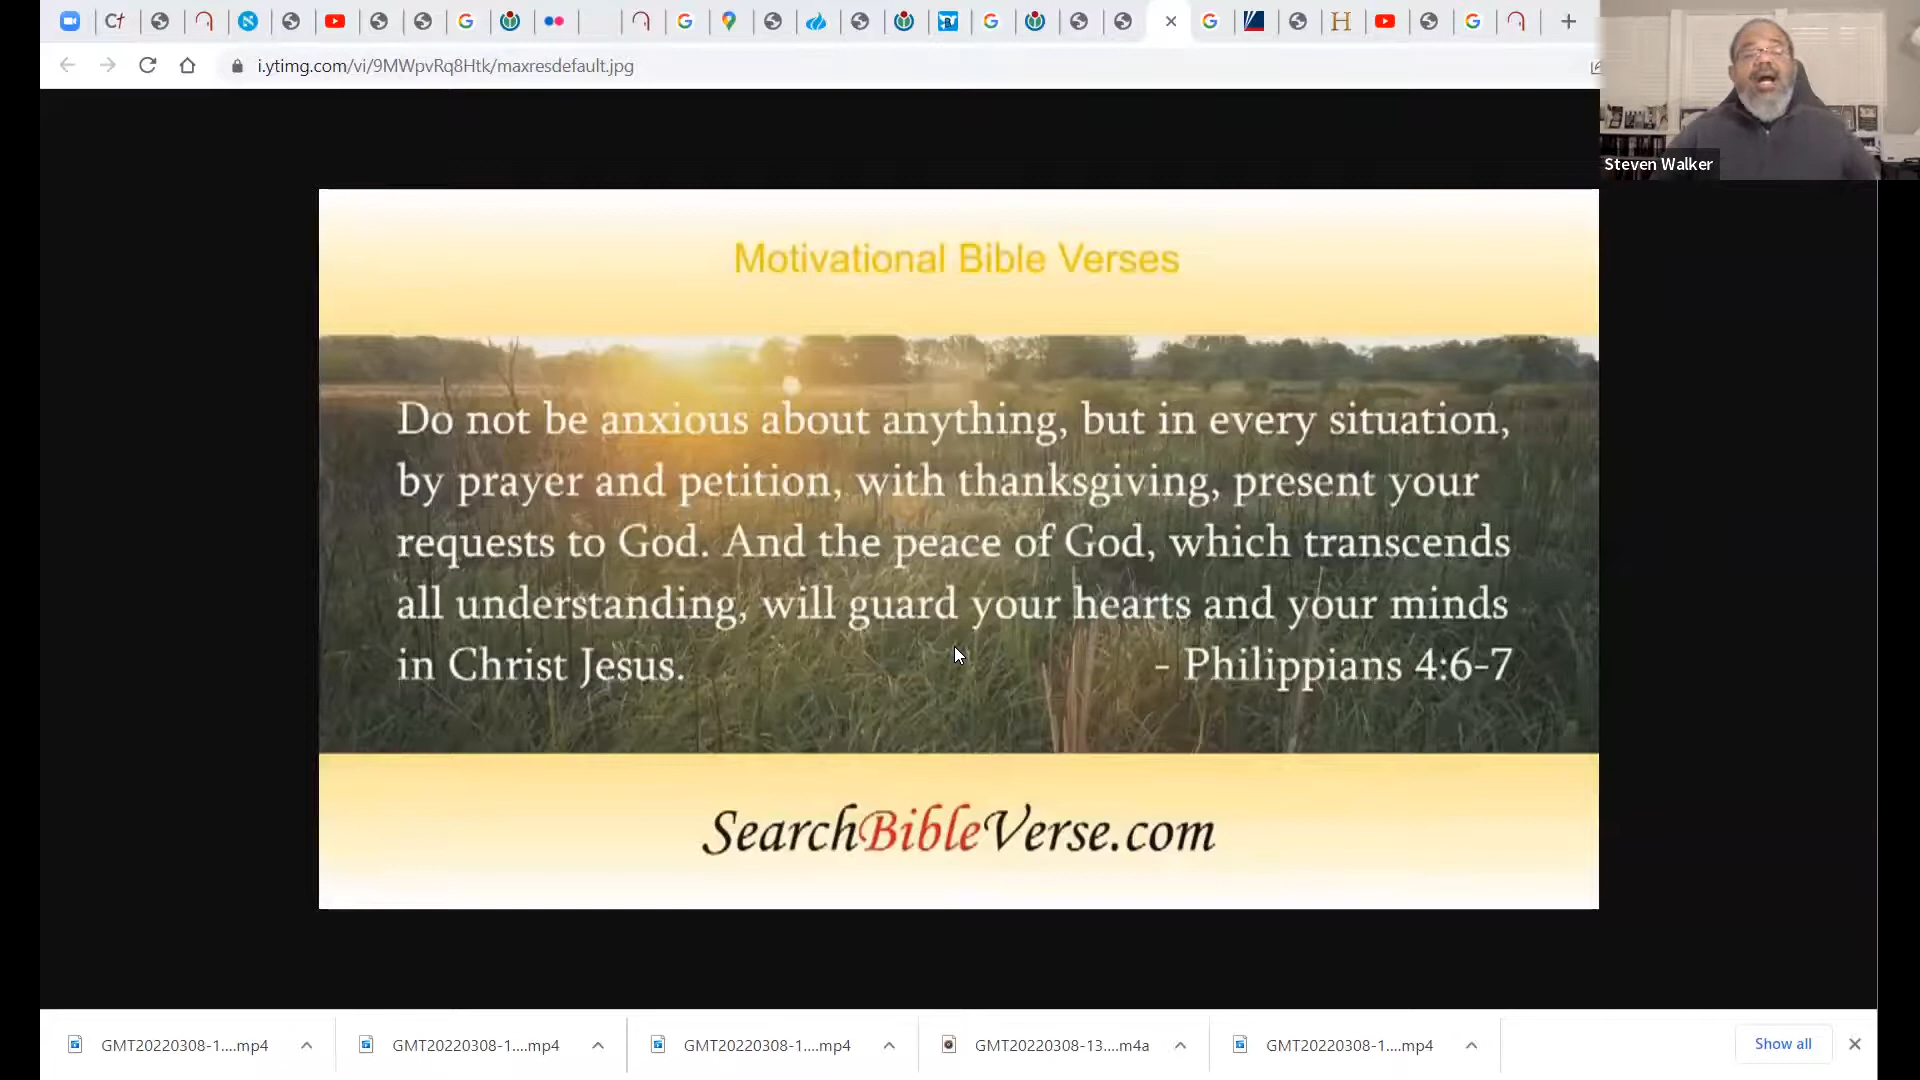 i.ytimg.com/vi/9MWpvRq8Htk/maxresdefault.jpg
Steven Walker
Motivational Bible Verses
Do not be anxious about anything, but in every situation,
by prayer and petition, with thanksgiving, present your
requests to God. And the peace of God, which transcends
all understanding, will guard your hearts and your minds
in Christ Jesus. - Philippians 4:6-7
SearchBibleVerse.com
GMT20220308-1....mp4 GMT20220308-1....mp4 GMT20220308-1....mp4 GMT20220308-13....m4a GMT20220308-1....mp4 Show all